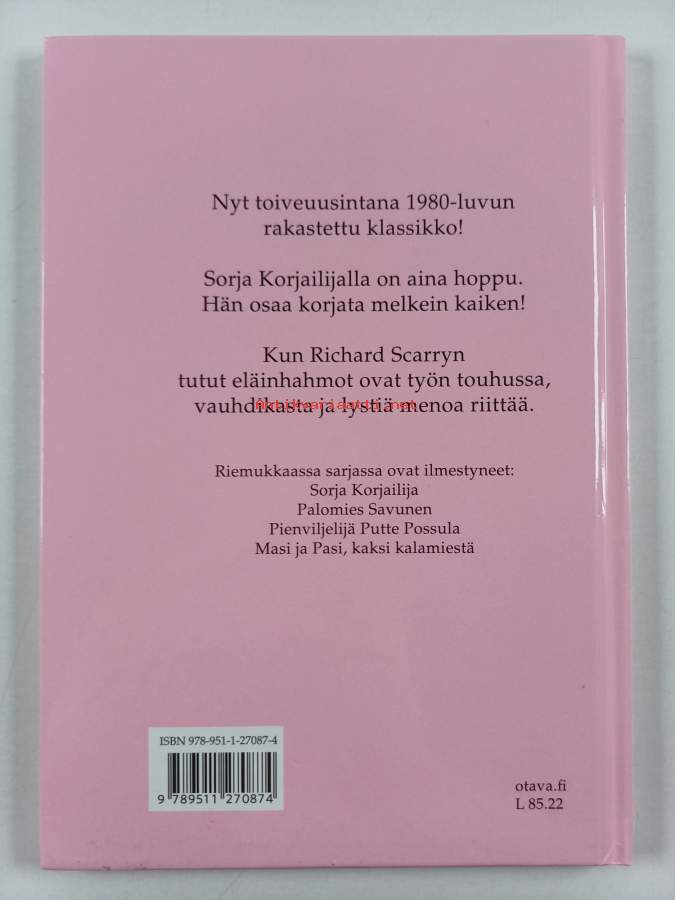 Nyt toiveuusintana 1980-luvun
rakastettu klassikko!
Sorja Korjailijalla on aina hoppu.
Hän osaa korjata melkein kaiken!
Kun Richard Scarryn
tutut eläinhahmot ovat työn touhussa,
vauhdikasta ja lystiä menoa riittää.
Antikvariaatti.net
Riemukkaassa sarjassa ovat ilmestyneet:
Sorja Korjailija
Palomies Savunen
Pienviljelijä Putte Possula
Masi ja Pasi, kaksi kalamiestä
ISBN 978-951-1-27087-4
9 789511 270874
otava.fi
L 85.22